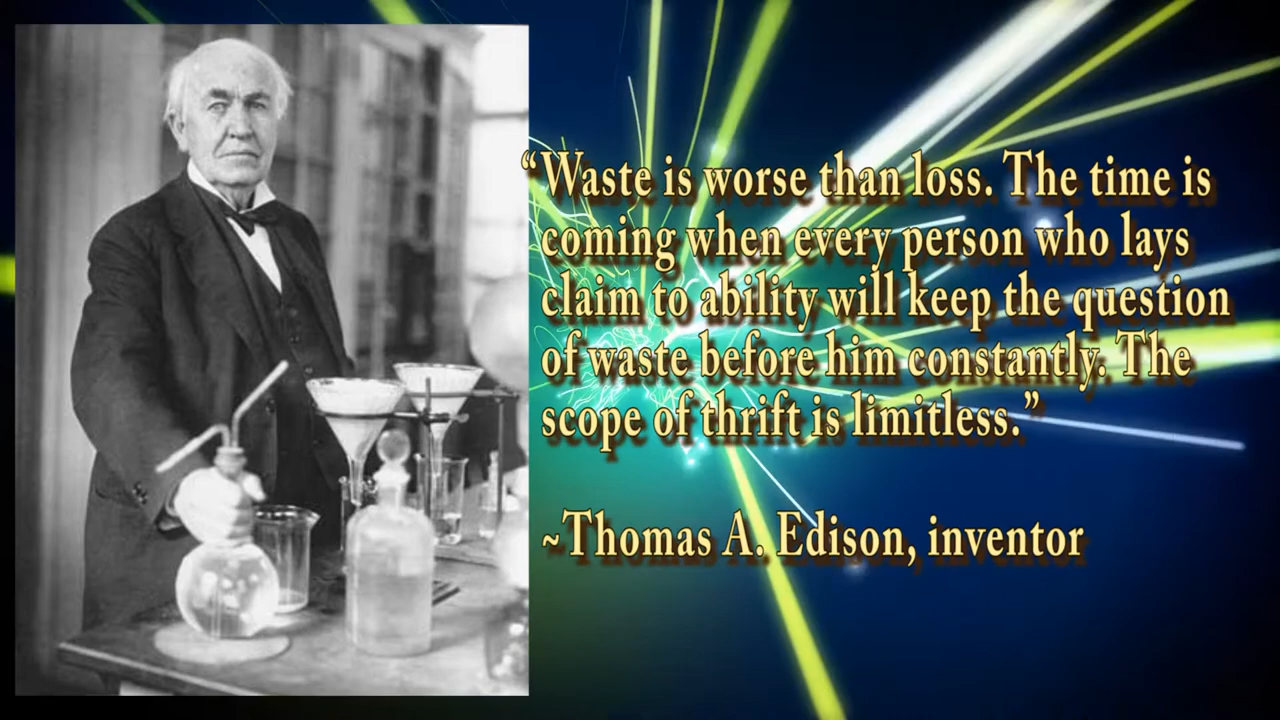 “Waste is worse than loss. The time is
coming when every person who lays
claim to ability will keep the question
of waste before him constantly. The
scope of thrift is limitless.”
~Thomas A. Edison, inventor